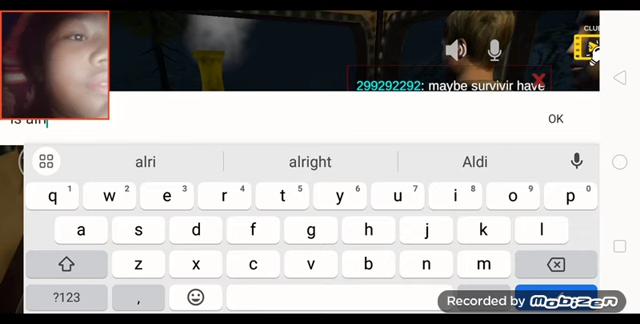 CLUE
299292292: maybe survivir have
is alri
OK
alri alright Aldi
q 1 w 2 e 3 r 4 t 5 y 6 u 7 i 8 o 9 p 0
a s d f g h j k l
z x c v b n m
?123 ,
Recorded by MOBIZEN